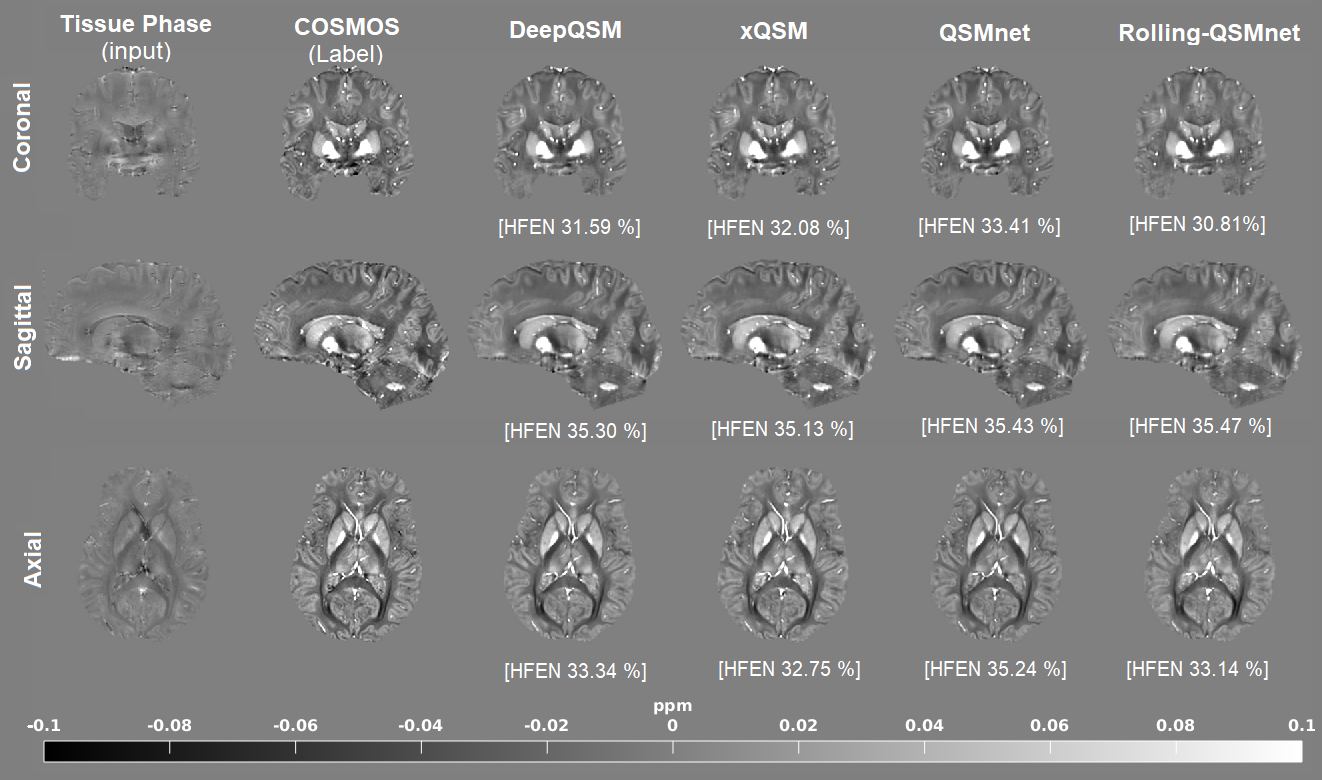 Tissue Phase
(input)
COSMOS
(Label)
DeepQSM
xQSM
QSMnet
Rolling-QSMnet
Coronal
[HFEN 31.59 %]
[HFEN 32.08 %]
[HFEN 33.41 %]
[HFEN 30.81%]
Sagittal
[HFEN 35.30 %]
[HFEN 35.13 %]
[HFEN 35.43 %]
[HFEN 35.47 %]
Axial
[HFEN 33.34 %]
[HFEN 32.75 %]
[HFEN 35.24 %]
[HFEN 33.14 %]
ppm
-0.1 -0.08 -0.06 -0.04 -0.02 0 0.02 0.04 0.06 0.08 0.1